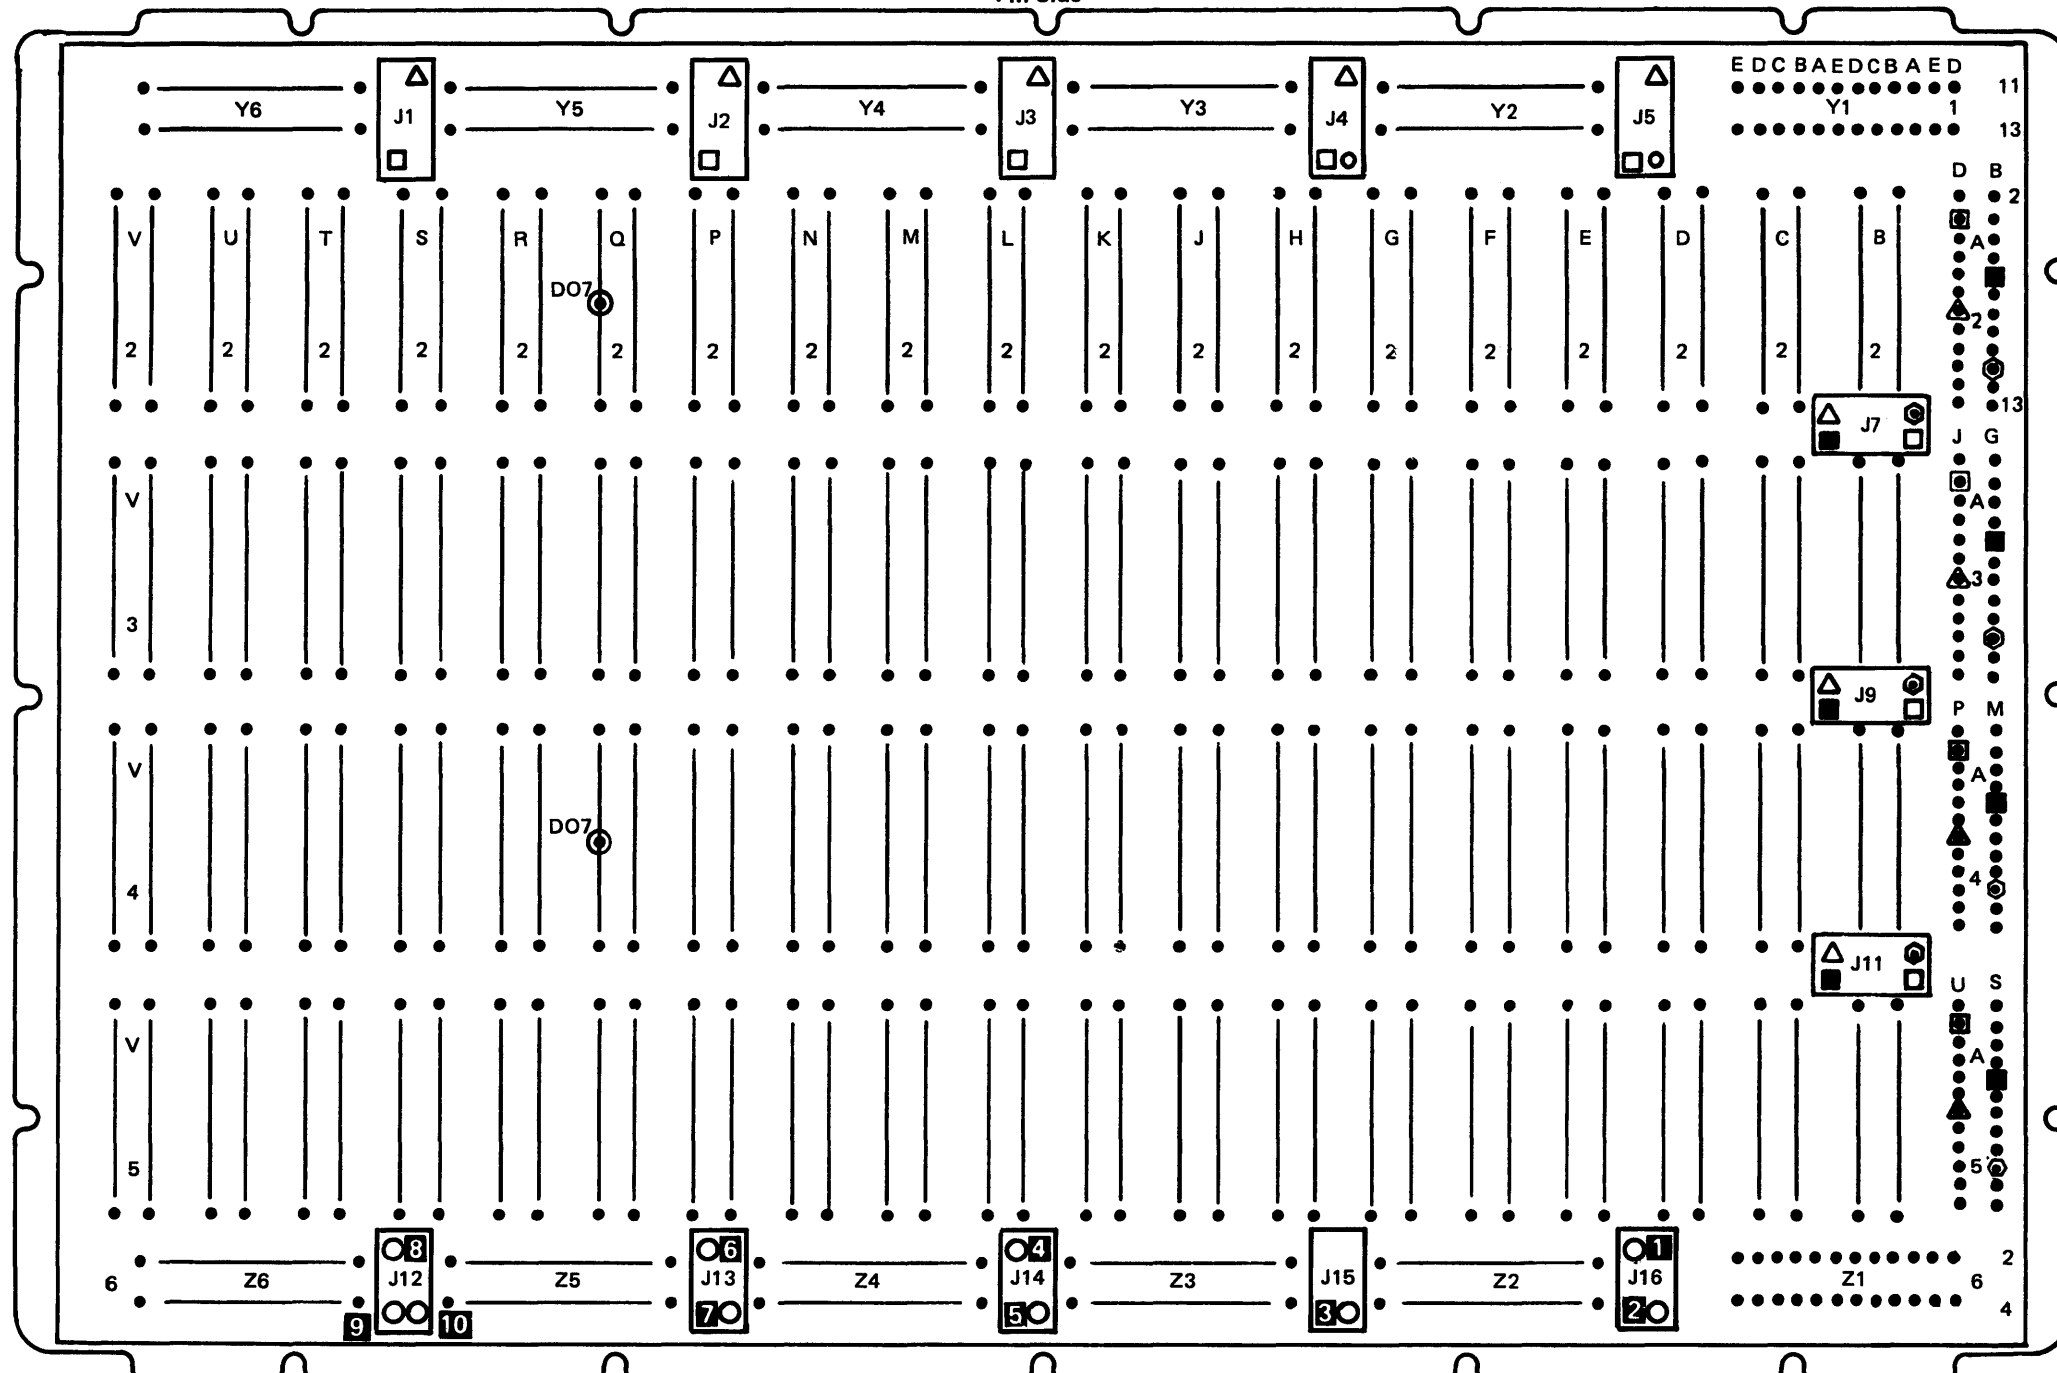 E D C B A E D C B A E D 11
Y6 J1 Y5 J2 Y4 J3 Y3 J4 Y2 J5 Y1 1
13
D B
2
V U T S R Q P N M L K J H G F E D C B A
DO7
2
2 2 2 2 2 2 2 2 2 2 2 2 2 2 2 2 2 2 2
13
J7
J G
V A
3
3
J9
P M
V A
DO7
4 4
J11
U S
V A
5 5
8 6 4 1
2
6 Z6 J12 Z5 J13 Z4 J14 Z3 J15 Z2 J16 Z1 6
4
9 10 7 5 3 2